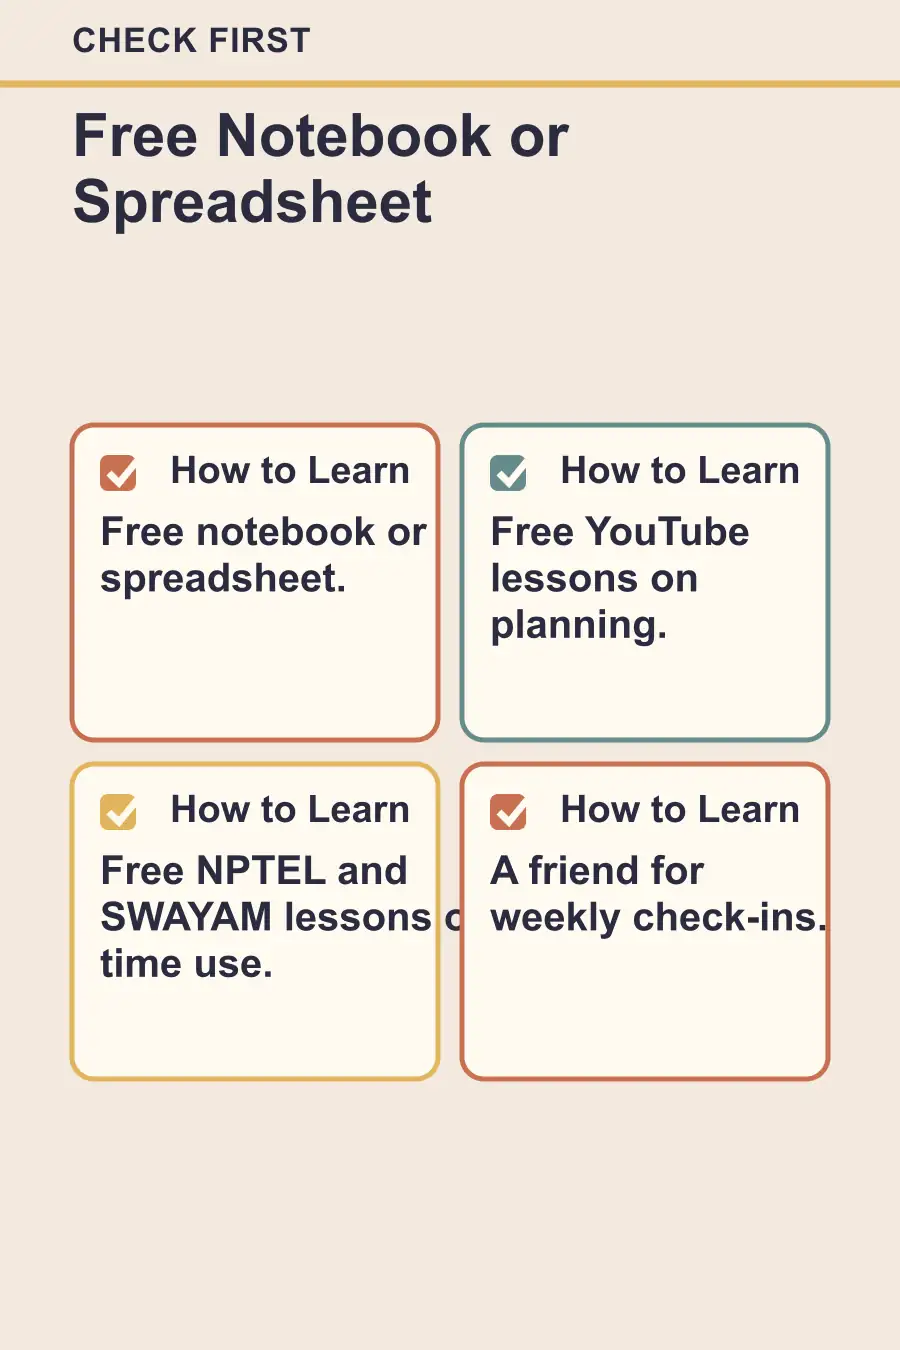 CHECK FIRST
Free Notebook or
Spreadsheet
How to Learn
Free notebook or
spreadsheet.
How to Learn
Free YouTube
lessons on
planning.
How to Learn
Free NPTEL and
SWAYAM lessons
time use.
How to Learn
A friend for
weekly check-ins.